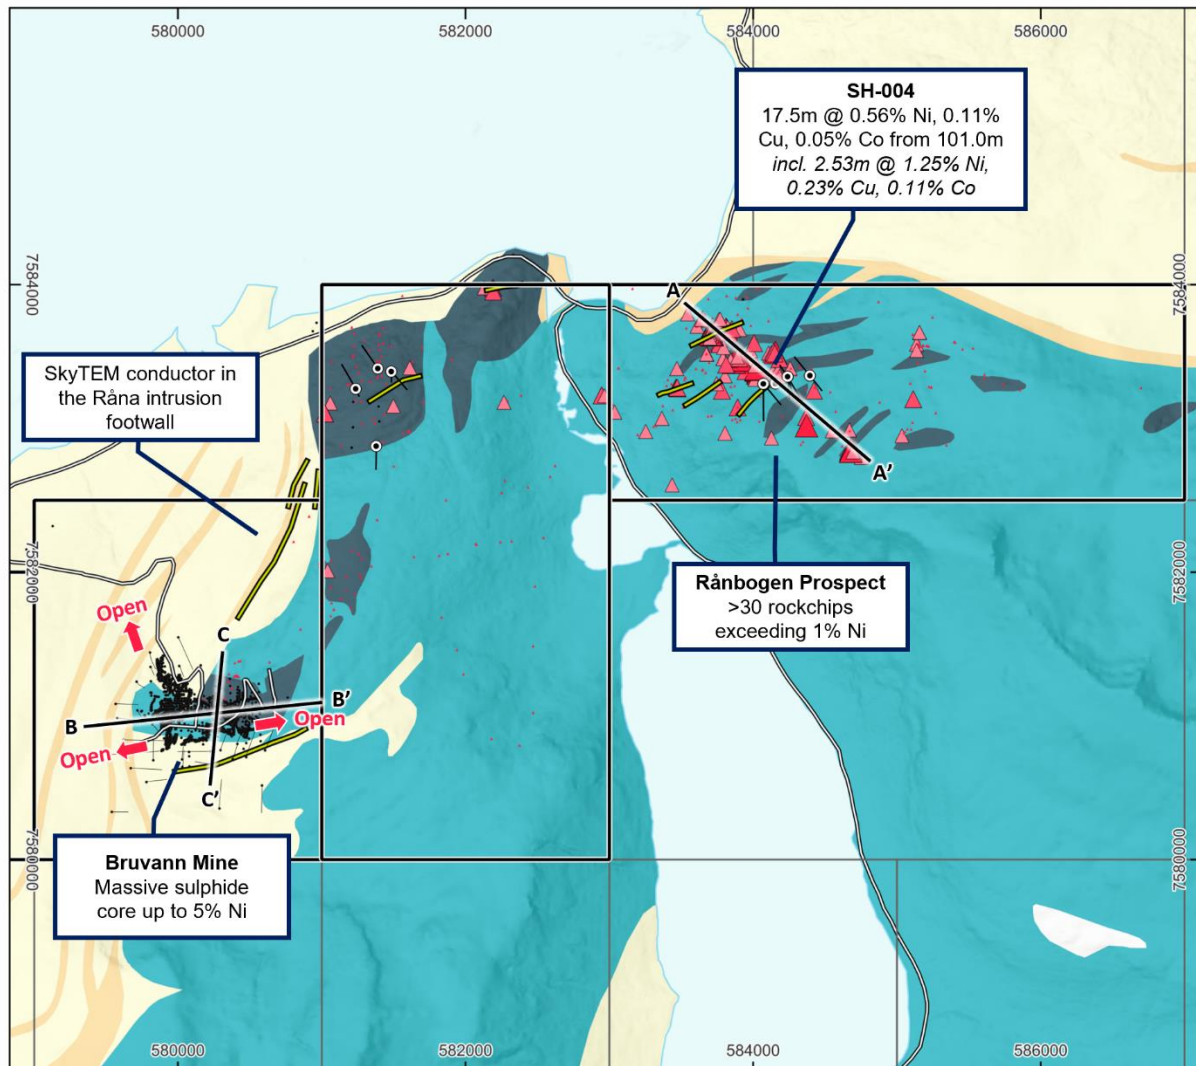 580000
582000
584000
586000
SH-004
17.5m @ 0.56% Ni, 0.11%
Cu, 0.05% Co from 101.0m
incl. 2.53m @ 1.25% Ni,
0.23% Cu, 0.11% Co
7584000
7584000
A
A'
SkyTEM conductor in
the Råna intrusion
footwall
7582000
7582000
Rånbogen Prospect
>30 rockchips
exceeding 1% Ni
Open
C
B
B'
Open
Open
C'
Bruvann Mine
Massive sulphide
core up to 5% Ni
7580000
7580000
580000
582000
584000
586000